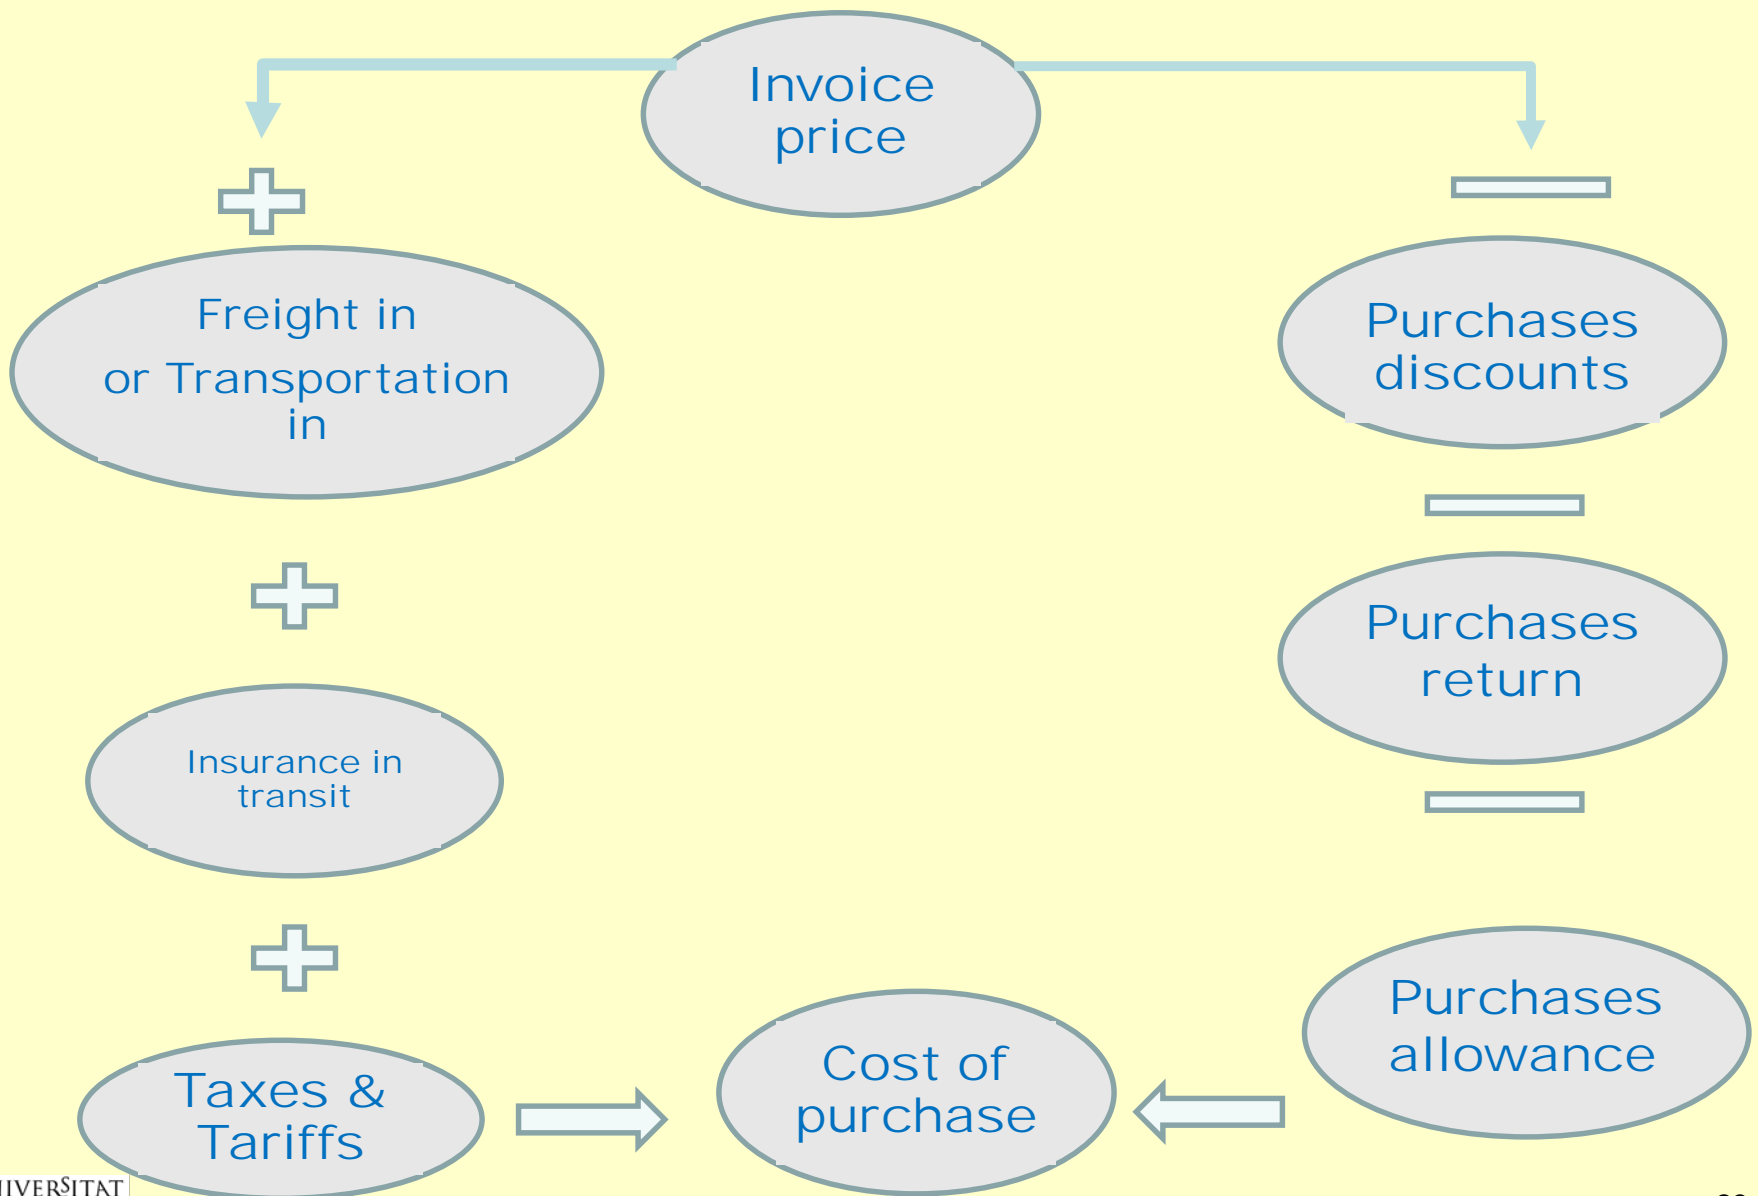 Invoice
price
Freight in
or Transportation
in
Insurance in
transit
Taxes &
Tariffs
Cost of
purchase
Purchases
discounts
Purchases
return
Purchases
allowance